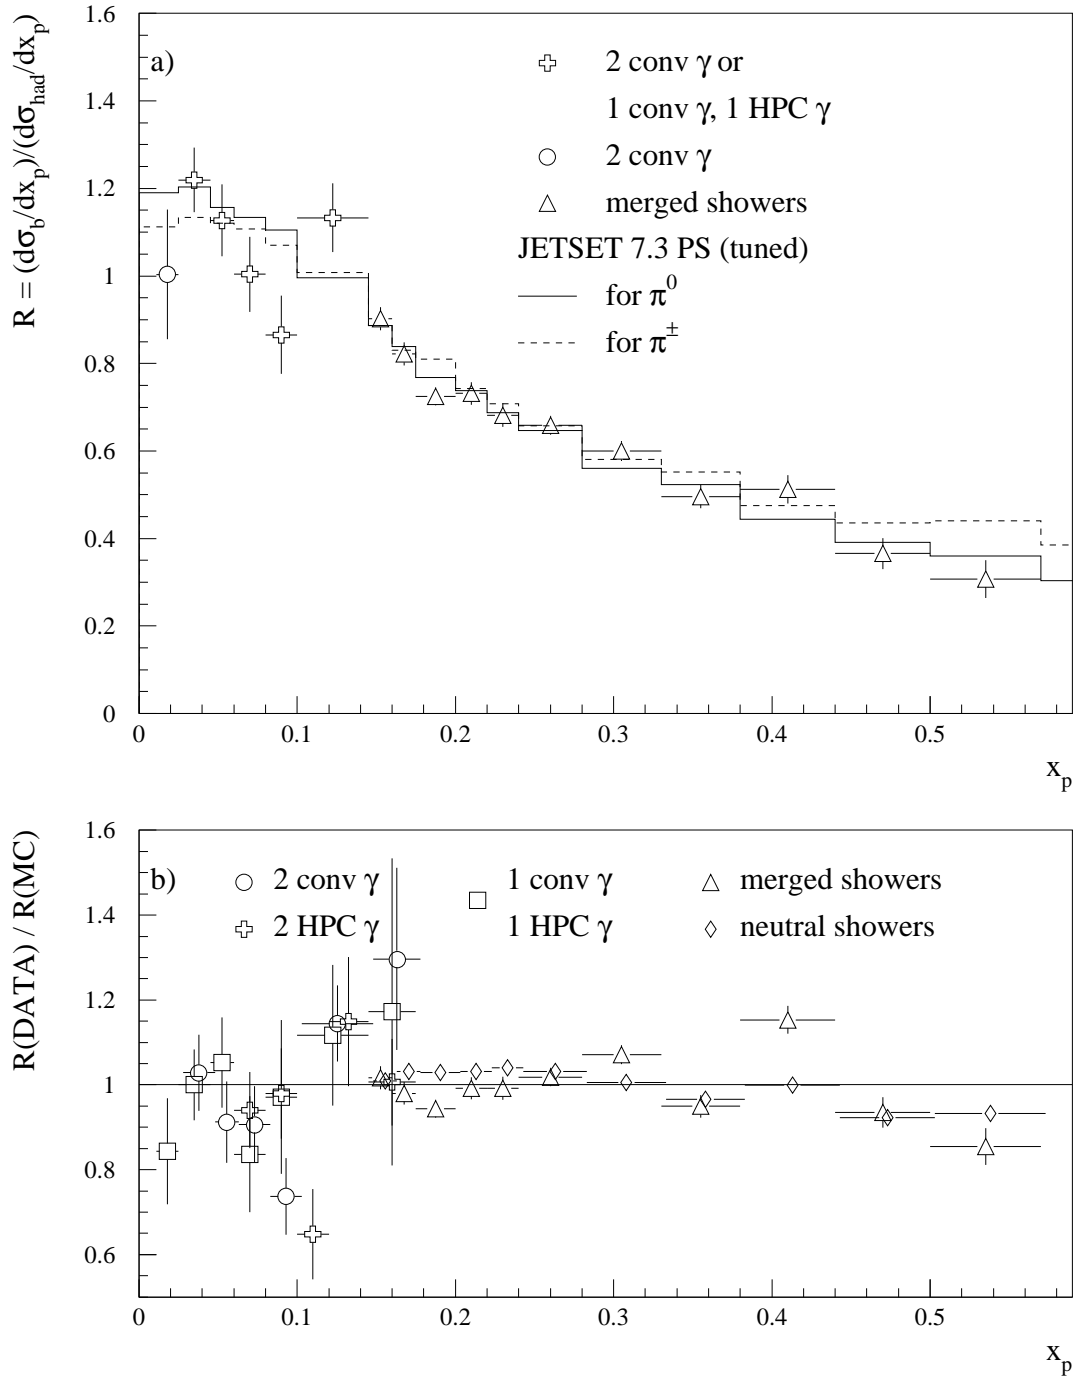 R = (dσb/dxp)/(dσhad/dxp)
1.6
1.4
1.2
1
0.8
0.6
0.4
0.2
0
a)
2 conv γ or
1 conv γ, 1 HPC γ
2 conv γ
merged showers
JETSET 7.3 PS (tuned)
for π0
for π±
0 0.1 0.2 0.3 0.4 0.5
xp
R(DATA) / R(MC)
1.6
1.4
1.2
1
0.8
0.6
b)
2 conv γ 1 conv γ merged showers
2 HPC γ 1 HPC γ neutral showers
0 0.1 0.2 0.3 0.4 0.5
xp